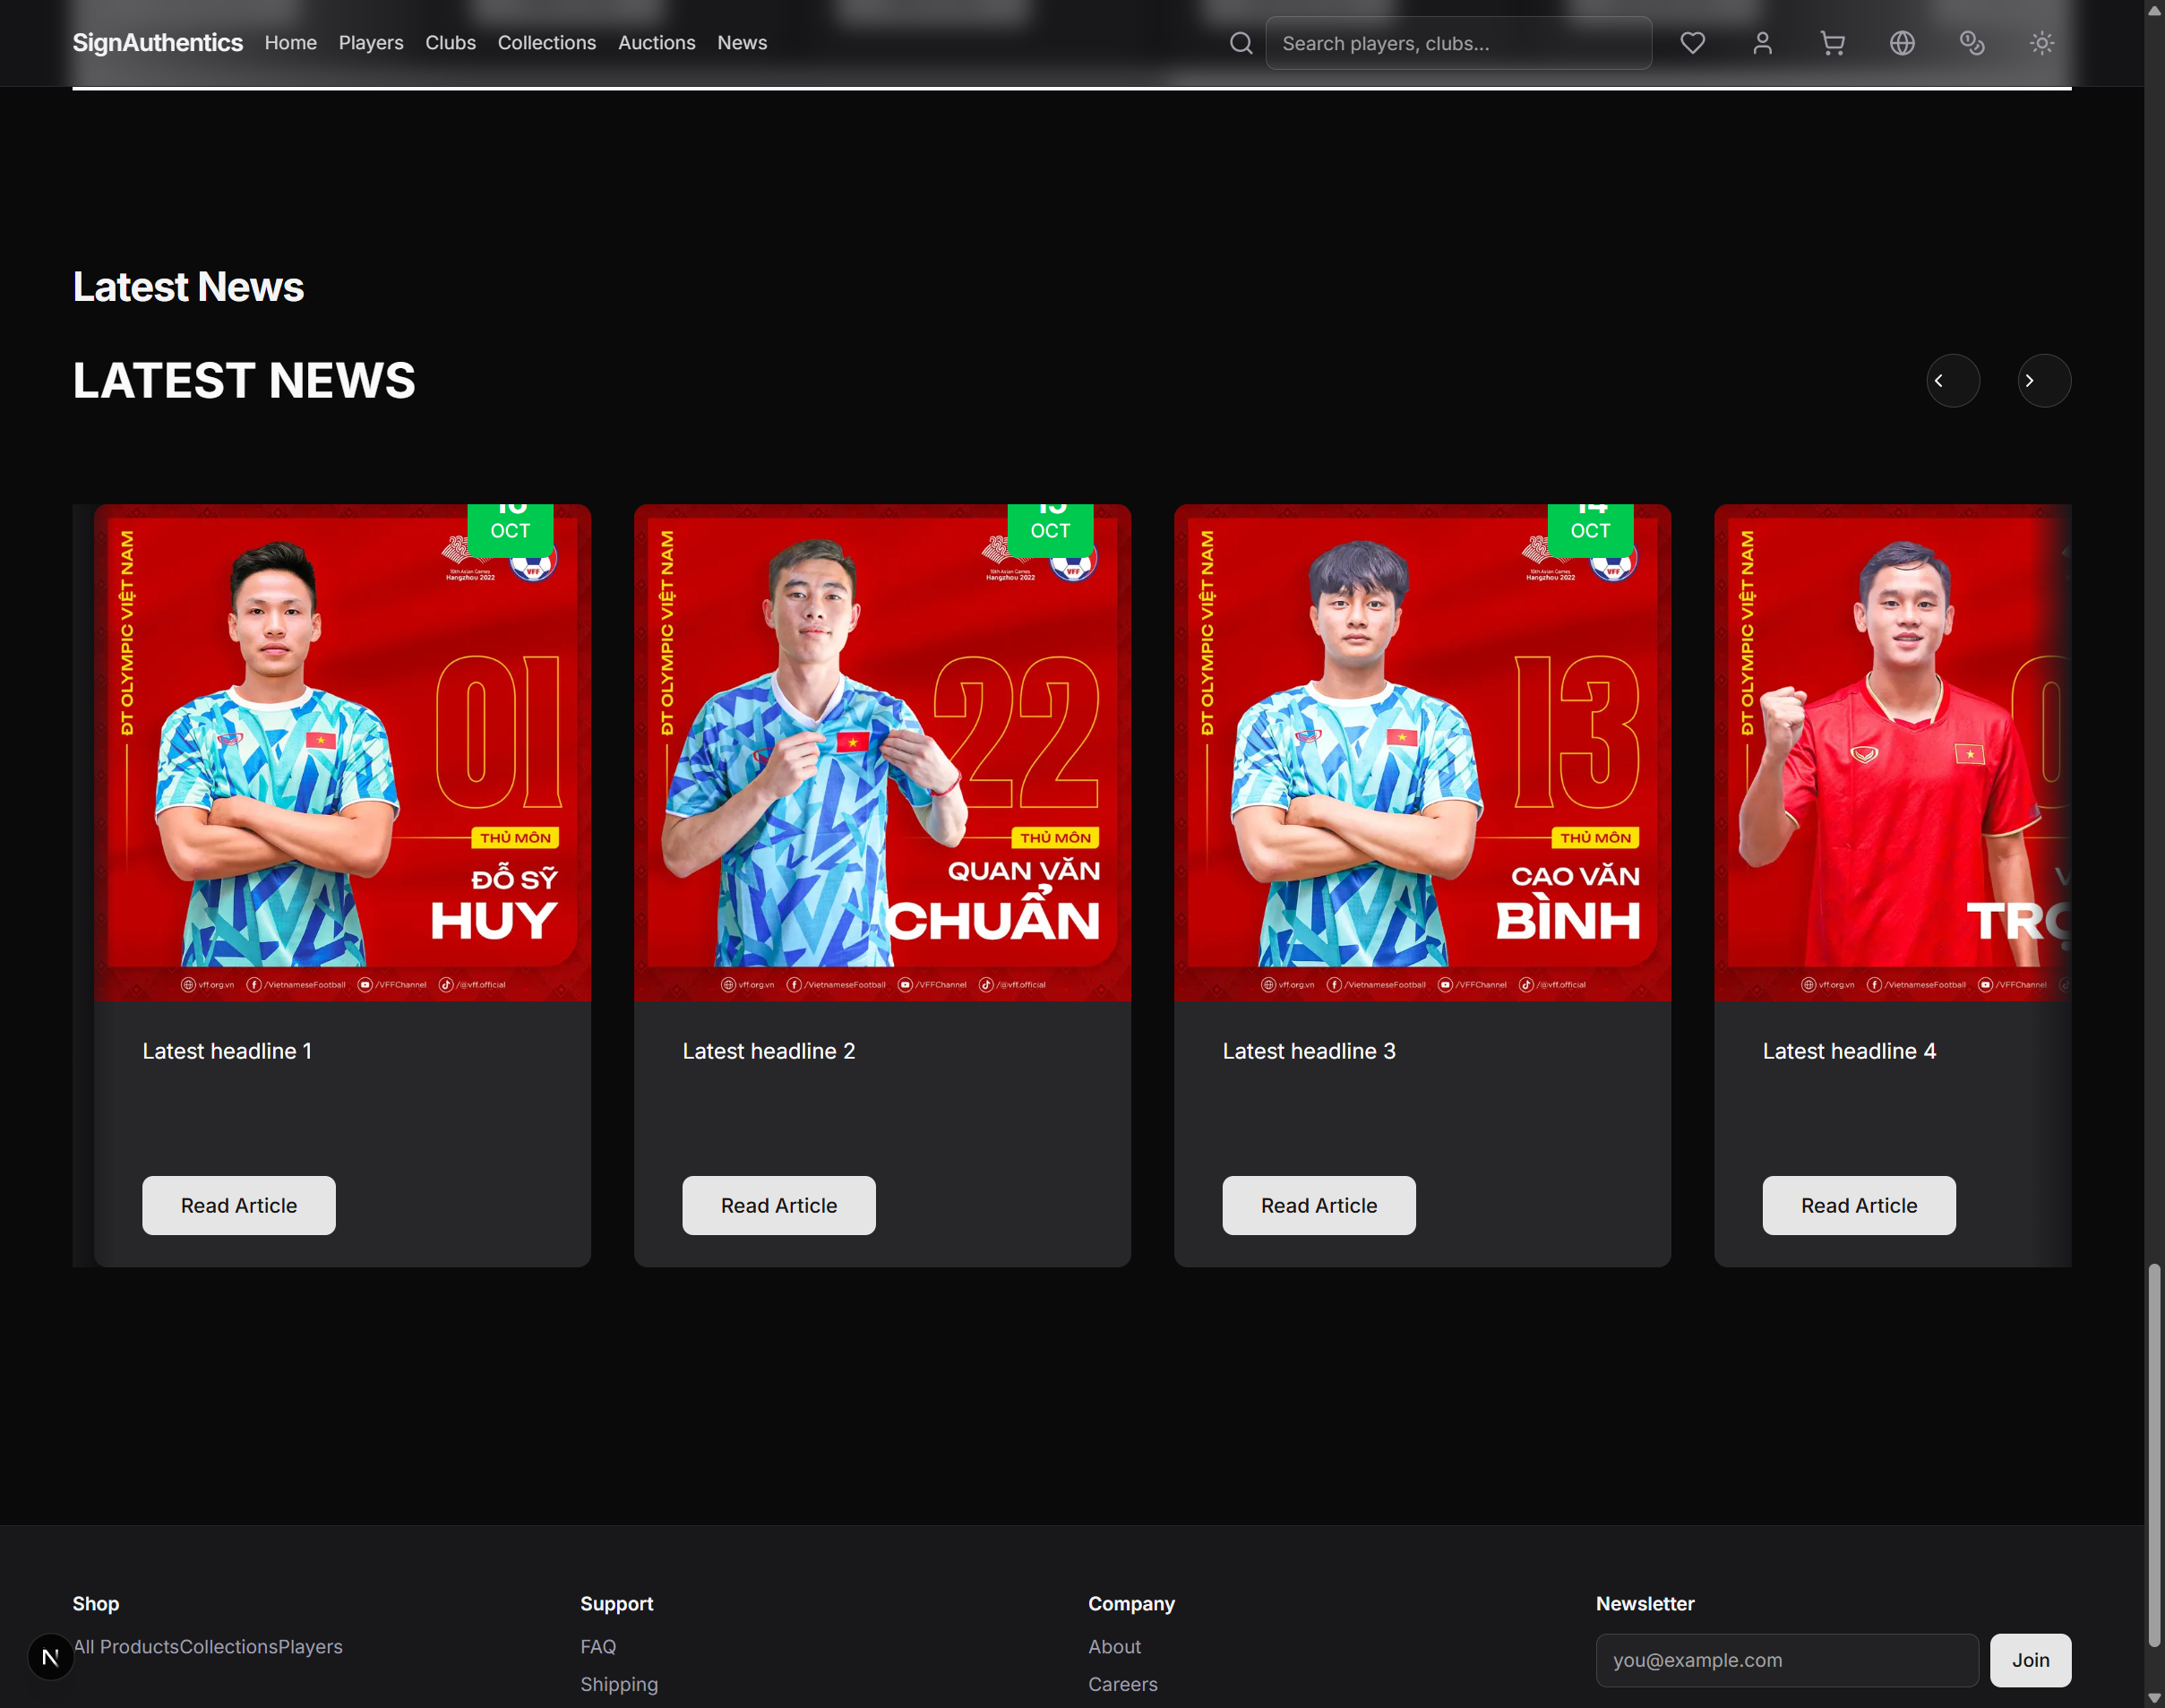 SignAuthentics Home Players Clubs Collections Auctions News
Search players, clubs...
Latest News
LATEST NEWS
OCT
ĐT OLYMPIC VIỆT NAM
19th Asian Games
Hangzhou 2022
VFF
01
THỦ MÔN
ĐỖ SỸ
HUY
vff.org.vn /VietnameseFootball /VFFChannel /@vff.official
Latest headline 1
Read Article
OCT
ĐT OLYMPIC VIỆT NAM
19th Asian Games
Hangzhou 2022
VFF
22
THỦ MÔN
QUAN VĂN
CHUẨN
vff.org.vn /VietnameseFootball /VFFChannel /@vff.official
Latest headline 2
Read Article
OCT
ĐT OLYMPIC VIỆT NAM
19th Asian Games
Hangzhou 2022
VFF
13
THỦ MÔN
CAO VĂN
BÌNH
vff.org.vn /VietnameseFootball /VFFChannel /@vff.official
Latest headline 3
Read Article
ĐT OLYMPIC VIỆT NAM
vff.org.vn /VietnameseFootball /VFFChannel
Latest headline 4
Read Article
Shop
All ProductsCollectionsPlayers
Support
FAQ
Shipping
Company
About
Careers
Newsletter
you@example.com
Join
N